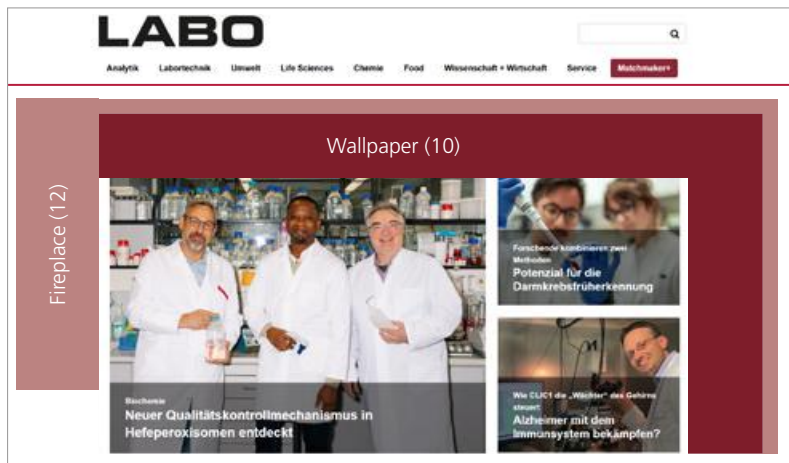 LABO
Analytik Labortechnik Umwelt Life Sciences Chemie Food Wissenschaft + Wirtschaft Service Matchmaker+
Wallpaper (10)
Fireplace (12)
Biochemie
Neuer Qualitätskontrollmechanismus in
Hefeperoxisomen entdeckt
Forschende kombinieren zwei
Methoden
Potenzial für die
Darmkrebsfrüherkennung
Wie CLIC1 die „Wächter“ des Gehirns
steuert
Alzheimer mit dem
Immunsystem bekämpfen?